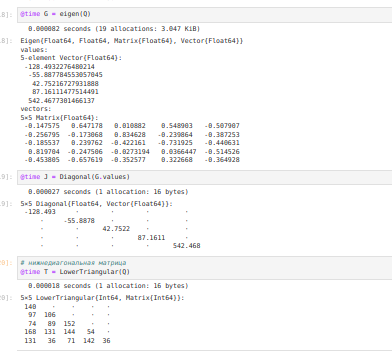 @time G = eigen(Q)
0.000082 seconds (19 allocations: 3.047 KiB)
Eigen{Float64, Float64, Matrix{Float64}, Vector{Float64}}
values:
5-element Vector{Float64}:
-128.4932276480214
-55.887784553057045
42.75216727931888
87.16111477514491
542.4677301466137
vectors:
5×5 Matrix{Float64}:
-0.147575 0.647178 0.010882 0.548903 -0.507907
-0.256795 -0.173068 0.834628 -0.239864 -0.387253
-0.185537 0.239762 -0.422161 -0.731925 -0.440631
0.819704 -0.247506 -0.0273194 0.0366447 -0.514526
-0.453805 -0.657619 -0.352577 0.322668 -0.364928
@time J = Diagonal(G.values)
0.000027 seconds (1 allocation: 16 bytes)
5×5 Diagonal{Float64, Vector{Float64}}:
-128.493 ⋅ ⋅ ⋅ ⋅
⋅ -55.8878 ⋅ ⋅ ⋅
⋅ ⋅ 42.7522 ⋅ ⋅
⋅ ⋅ ⋅ 87.1611 ⋅
⋅ ⋅ ⋅ ⋅ 542.468
# нижнедиагональная матрица
@time T = LowerTriangular(Q)
0.000018 seconds (1 allocation: 16 bytes)
5×5 LowerTriangular{Int64, Matrix{Int64}}:
140 ⋅ ⋅ ⋅ ⋅
97 106 ⋅ ⋅ ⋅
74 89 152 ⋅ ⋅
168 131 144 54 ⋅
131 36 71 142 36